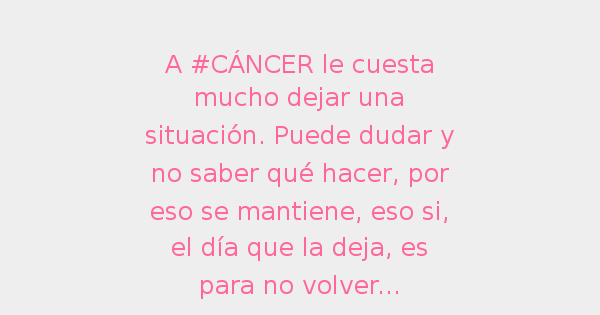 A #CÁNCER le cuesta
mucho dejar una
situación. Puede dudar y
no saber qué hacer, por
eso se mantiene, eso si,
el día que la deja, es
para no volver...